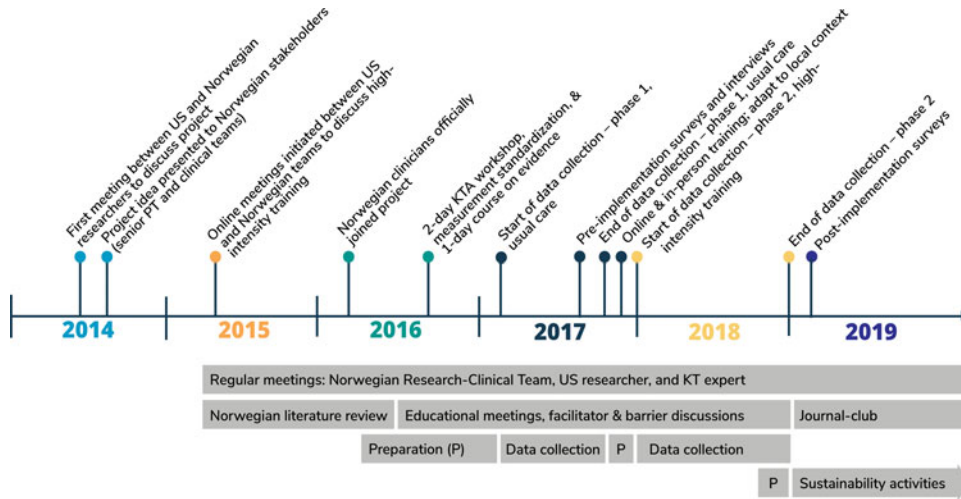 First meeting between US and Norwegian
researchers to discuss project
Project idea presented to Norwegian stakeholders
(senior PT and clinical teams)
Online meetings initiated between US
and Norwegian teams to discuss high-
intensity training
Norwegian clinicians officially
joined project
2-day KTA workshop,
measurement standardization, &
1-day course on evidence
Start of data collection – phase 1,
usual care
Pre-implementation surveys and interviews
End of data collection – phase 1, usual care
Online & in-person training; adapt to local context
Start of data collection – phase 2, high-
intensity training
End of data collection – phase 2
Post-implementation surveys
2014
2015
2016
2017
2018
2019
Regular meetings: Norwegian Research-Clinical Team, US researcher, and KT expert
Norwegian literature review
Educational meetings, facilitator & barrier discussions
Journal-club
Preparation (P)
Data collection
P
Data collection
P
Sustainability activities